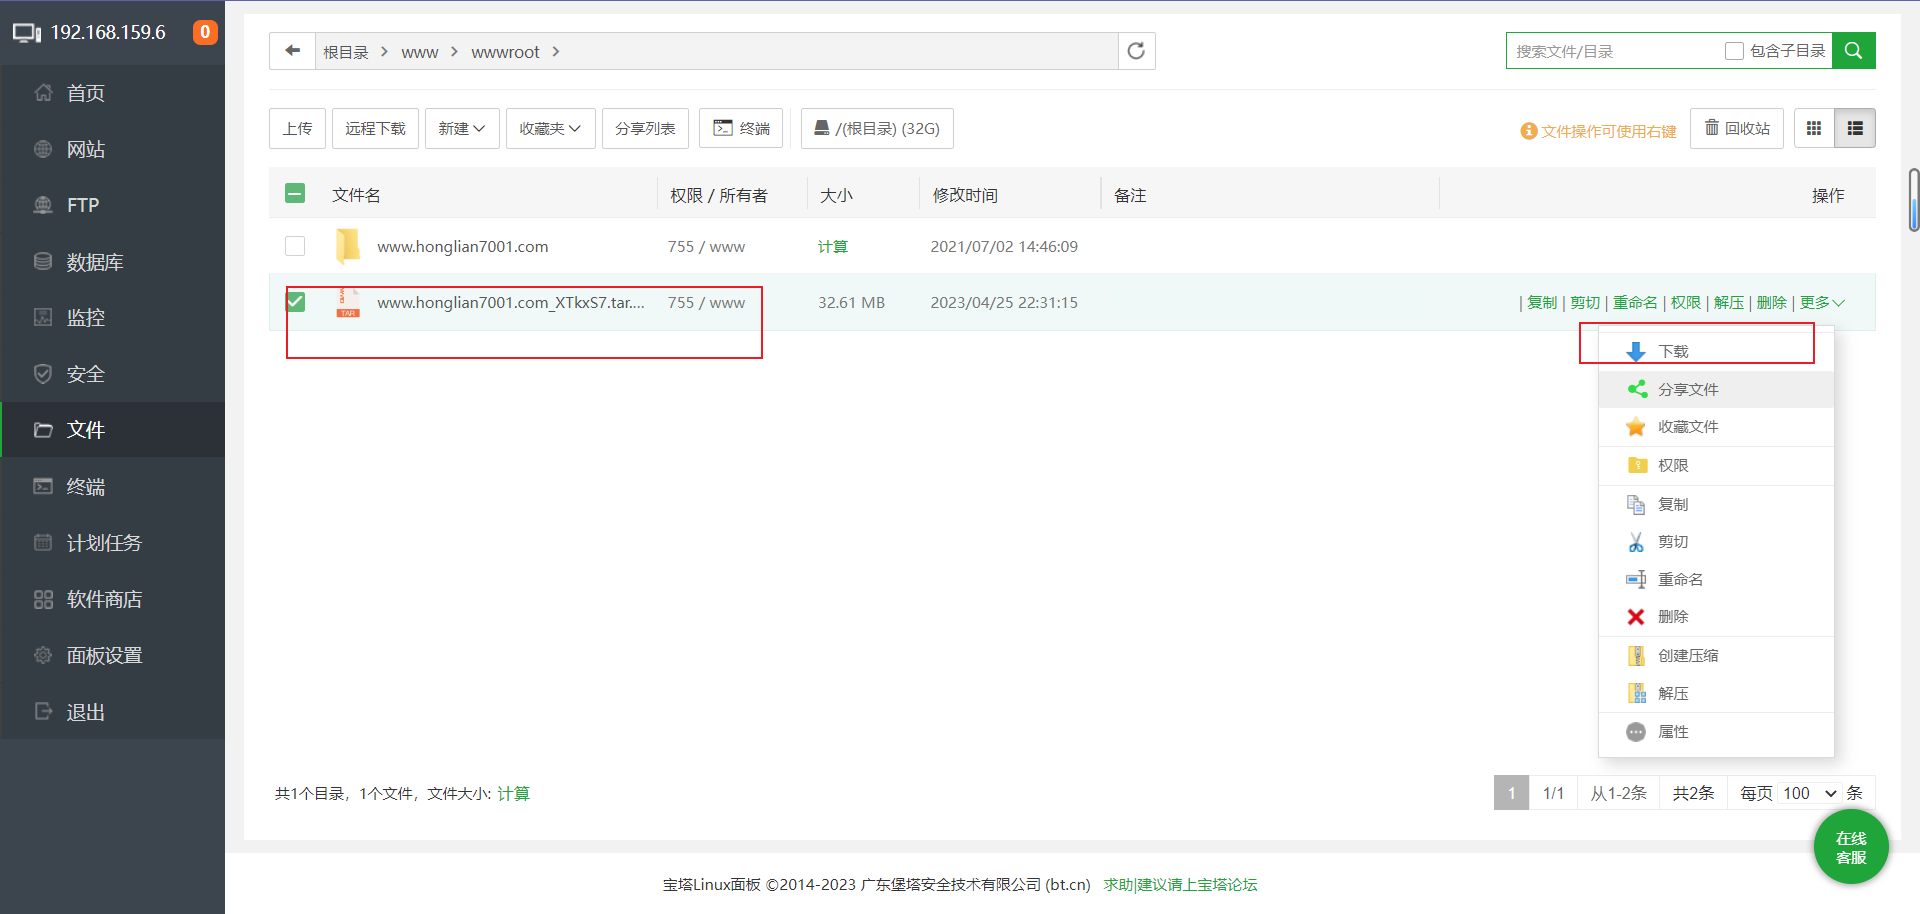 192.168.159.6 0
首页
网站
FTP
数据库
监控
安全
文件
终端
计划任务
软件商店
面板设置
退出
根目录 > www > wwwroot >
搜索文件/目录 包含子目录
上传 远程下载 新建 收藏夹 分享列表 终端 /(根目录) (32G)
文件操作可使用右键 回收站
文件名 权限 / 所有者 大小 修改时间 备注 操作
www.honglian7001.com 755 / www 计算 2021/07/02 14:46:09
www.honglian7001.com_XTkxS7.tar.... 755 / www 32.61 MB 2023/04/25 22:31:15 | 复制 | 剪切 | 重命名 | 权限 | 解压 | 删除 | 更多
TAR
下载
分享文件
收藏文件
权限
复制
剪切
重命名
删除
创建压缩
解压
属性
共1个目录，1个文件，文件大小: 计算
1 1/1 从1-2条 共2条 每页 100 条
在线
客服
宝塔Linux面板 ©2014-2023 广东堡塔安全技术有限公司 (bt.cn) 求助|建议请上宝塔论坛